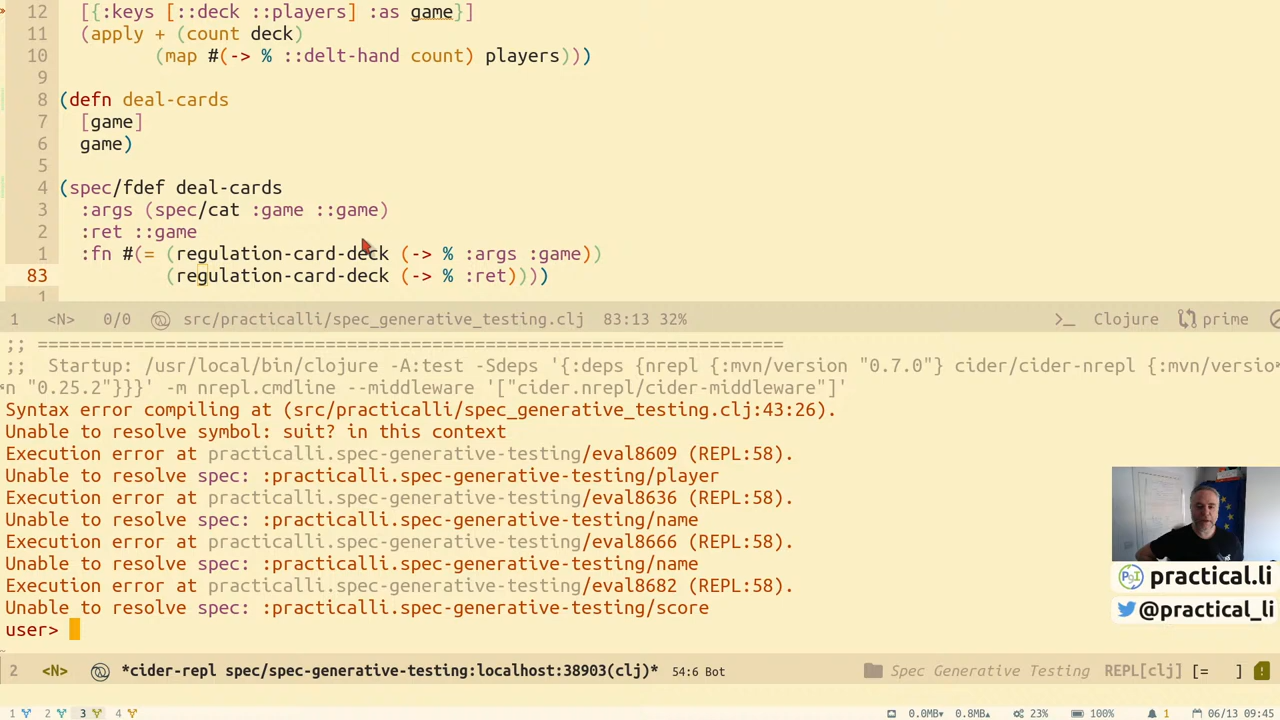 12 [{:keys [::deck ::players] :as game}]
11 (apply + (count deck)
10 (map #(-> % ::delt-hand count) players)))
9
8 (defn deal-cards
7 [game]
6 game)
5
4 (spec/fdef deal-cards
3 :args (spec/cat :game ::game)
2 :ret ::game
1 :fn #(= (regulation-card-deck (-> % :args :game))
83 (regulation-card-deck (-> % :ret))))
1
1 <N> 0/0 src/practicalli/spec_generative_testing.clj 83:13 32% >_ Clojure prime
;; ======================================================================
;; Startup: /usr/local/bin/clojure -A:test -Sdeps '{:deps {nrepl {:mvn/version "0.7.0"} cider/cider-nrepl {:mvn/versio
n "0.25.2"}}}' -m nrepl.cmdline --middleware '["cider.nrepl/cider-middleware"]'
Syntax error compiling at (src/practicalli/spec_generative_testing.clj:43:26).
Unable to resolve symbol: suit? in this context
Execution error at practicalli.spec-generative-testing/eval8609 (REPL:58).
Unable to resolve spec: :practicalli.spec-generative-testing/player
Execution error at practicalli.spec-generative-testing/eval8636 (REPL:58).
Unable to resolve spec: :practicalli.spec-generative-testing/name
Execution error at practicalli.spec-generative-testing/eval8666 (REPL:58).
Unable to resolve spec: :practicalli.spec-generative-testing/name
Execution error at practicalli.spec-generative-testing/eval8682 (REPL:58).
Unable to resolve spec: :practicalli.spec-generative-testing/score
user>
practical.li
@practical_li
2 <N> *cider-repl spec/spec-generative-testing:localhost:38903(clj)* 54:6 Bot Spec Generative Testing REPL[clj] [= ]
1 2 3 4 0.0MB 0.8MB 23% 100% 1 06/13 09:45